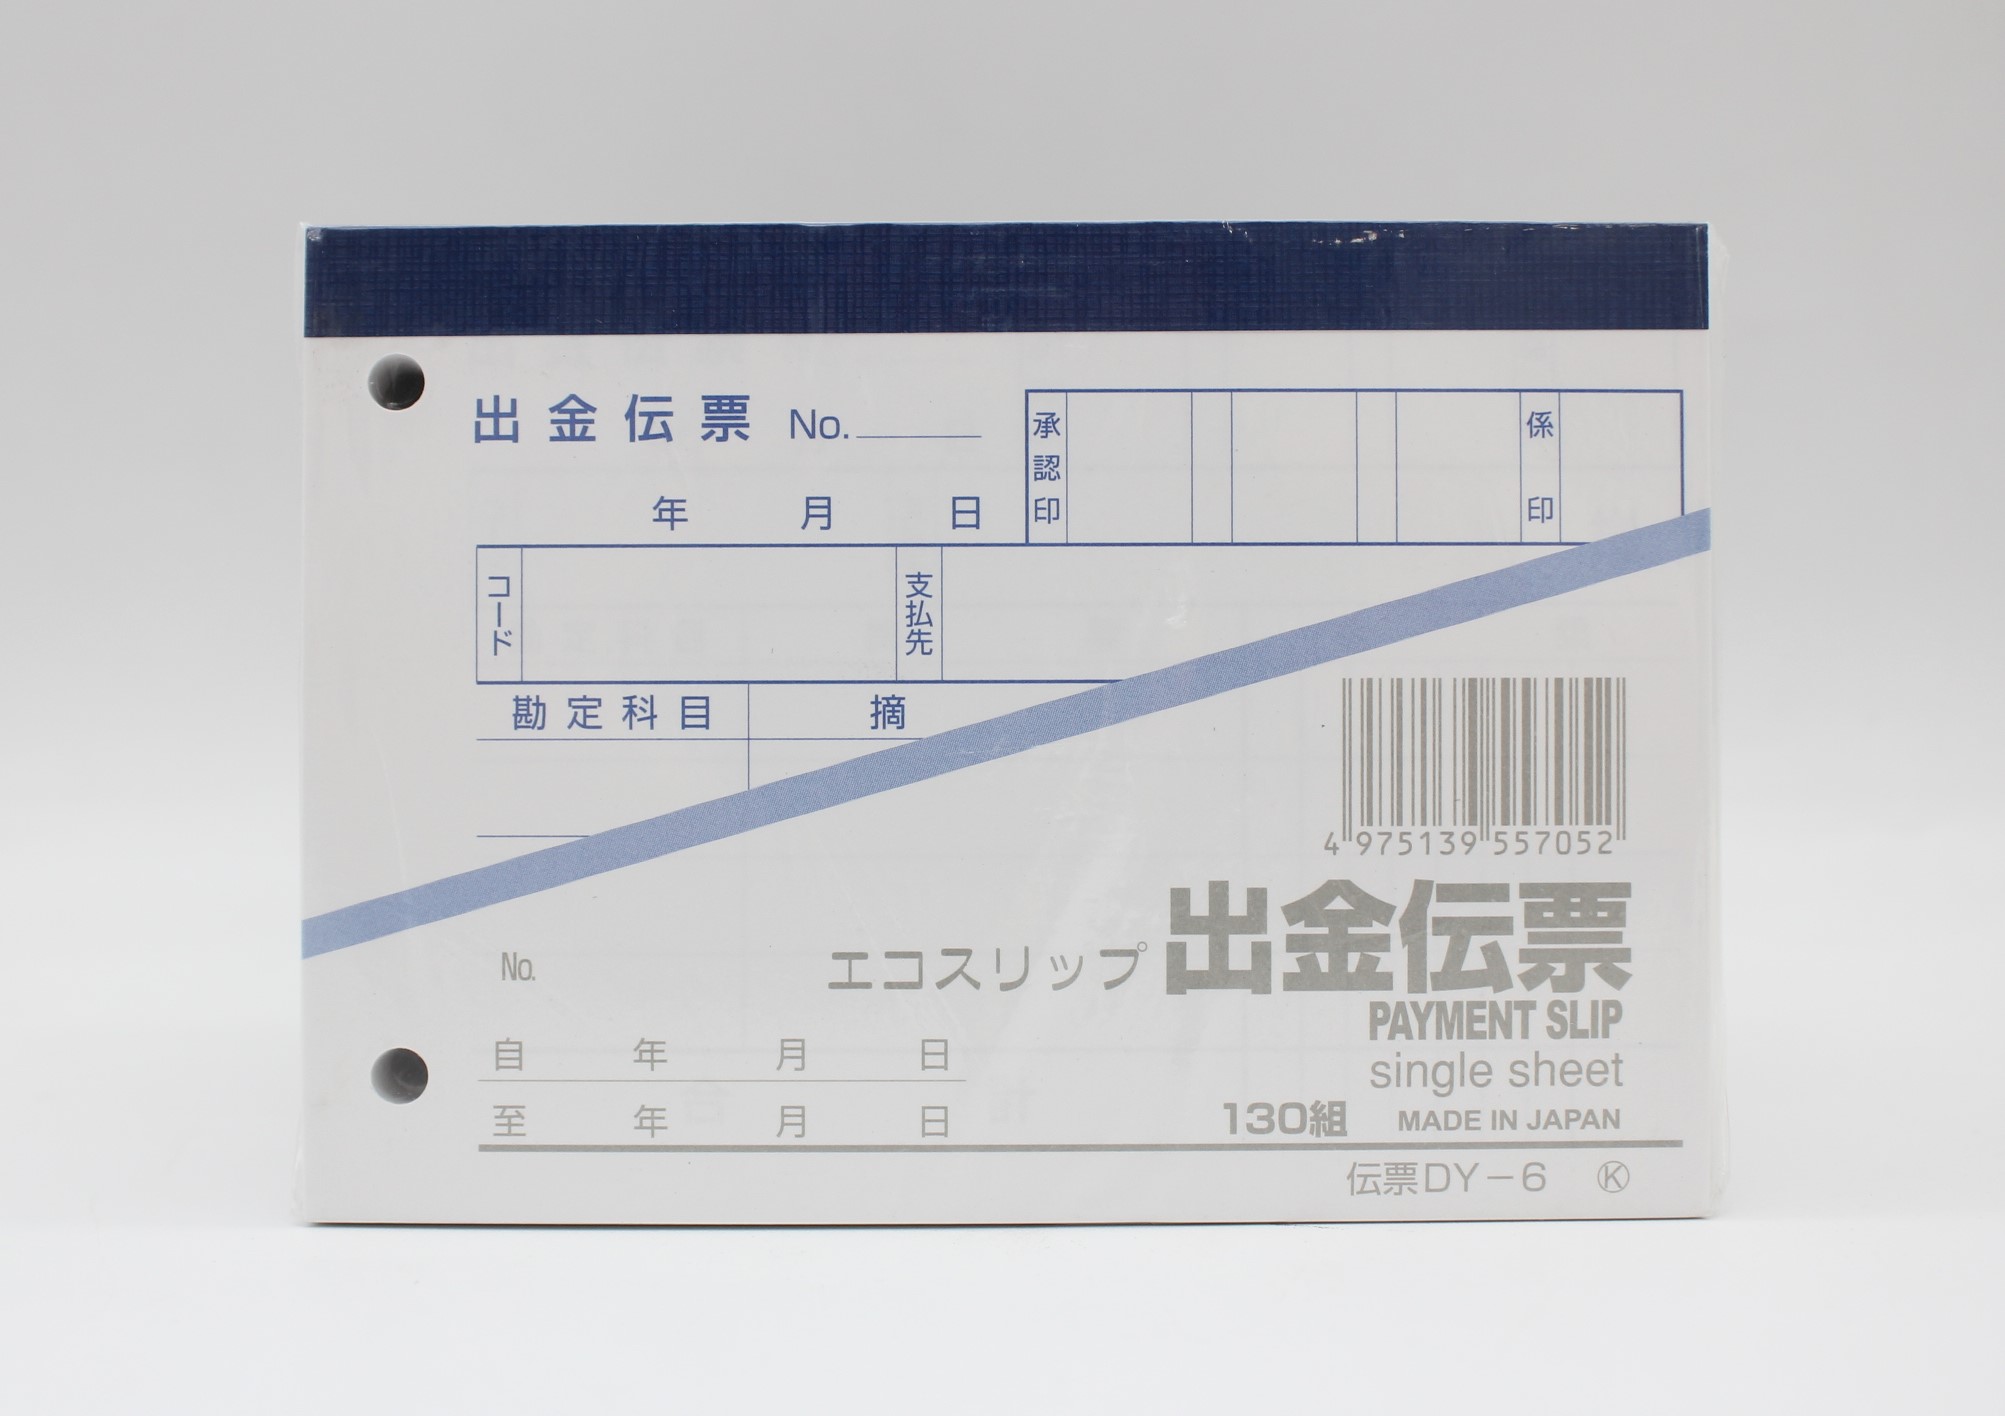 出金伝票 No.
承認印
係印
年 月 日
コード
支払先
勘定科目 摘
4 975139 557052
No.
エコスリップ 出金伝票
PAYMENT SLIP
single sheet
自 年 月 日
至 年 月 日
130組 MADE IN JAPAN
伝票DY-6 Ⓚ